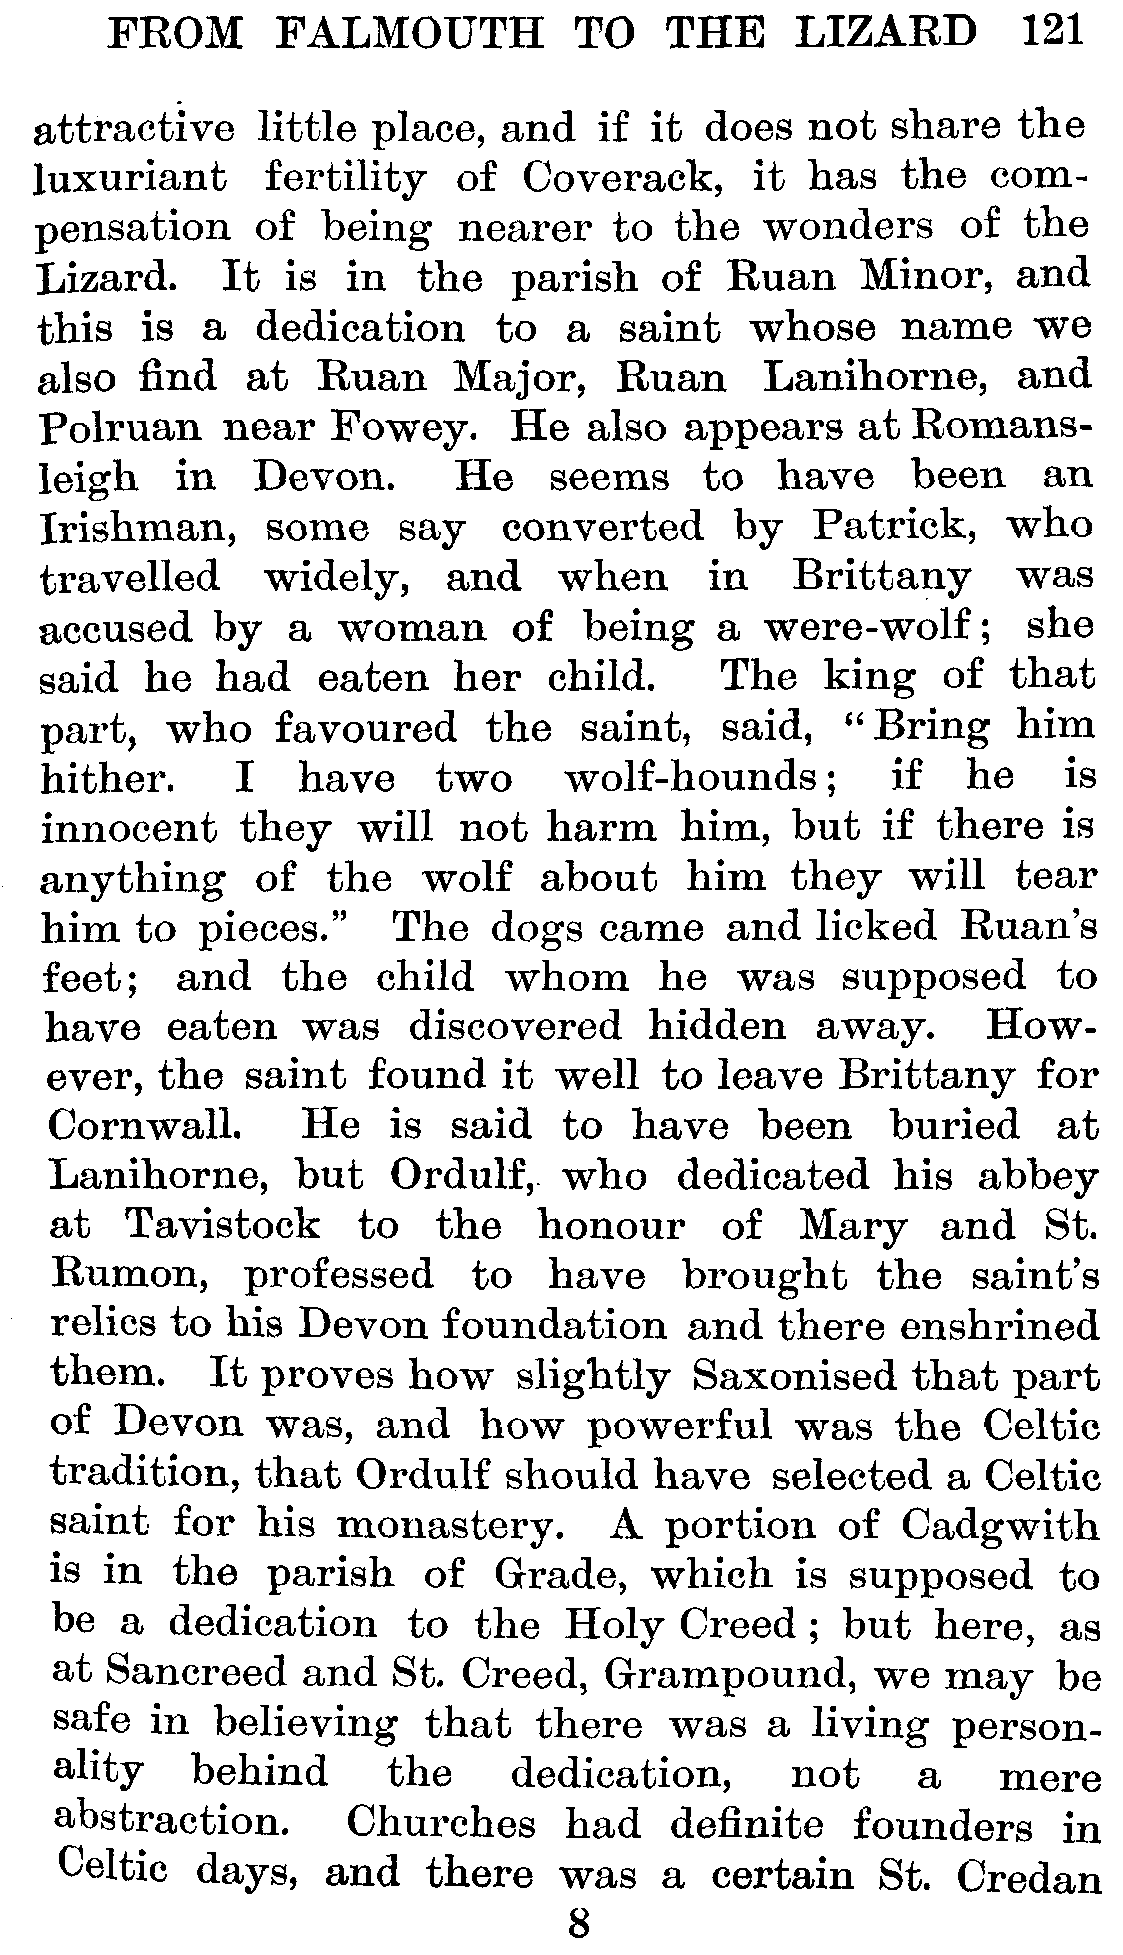 FROM FALMOUTH TO THE LIZARD 121
attractive little place, and if it does not share the
luxuriant fertility of Coverack, it has the com-
pensation of being nearer to the wonders of the
Lizard. It is in the parish of Ruan Minor, and
this is a dedication to a saint whose name we
also find at Ruan Major, Ruan Lanihorne, and
Polruan near Fowey. He also appears at Romans-
leigh in Devon. He seems to have been an
Irishman, some say converted by Patrick, who
travelled widely, and when in Brittany was
accused by a woman of being a were-wolf; she
said he had eaten her child. The king of that
part, who favoured the saint, said, “Bring him
hither. I have two wolf-hounds; if he is
innocent they will not harm him, but if there is
anything of the wolf about him they will tear
him to pieces.” The dogs came and licked Ruan’s
feet; and the child whom he was supposed to
have eaten was discovered hidden away. How-
ever, the saint found it well to leave Brittany for
Cornwall. He is said to have been buried at
Lanihorne, but Ordulf, who dedicated his abbey
at Tavistock to the honour of Mary and St.
Rumon, professed to have brought the saint’s
relics to his Devon foundation and there enshrined
them. It proves how slightly Saxonised that part
of Devon was, and how powerful was the Celtic
tradition, that Ordulf should have selected a Celtic
saint for his monastery. A portion of Cadgwith
is in the parish of Grade, which is supposed to
be a dedication to the Holy Creed; but here, as
at Sancreed and St. Creed, Grampound, we may be
safe in believing that there was a living person-
ality behind the dedication, not a mere
abstraction. Churches had definite founders in
Celtic days, and there was a certain St. Credan
8